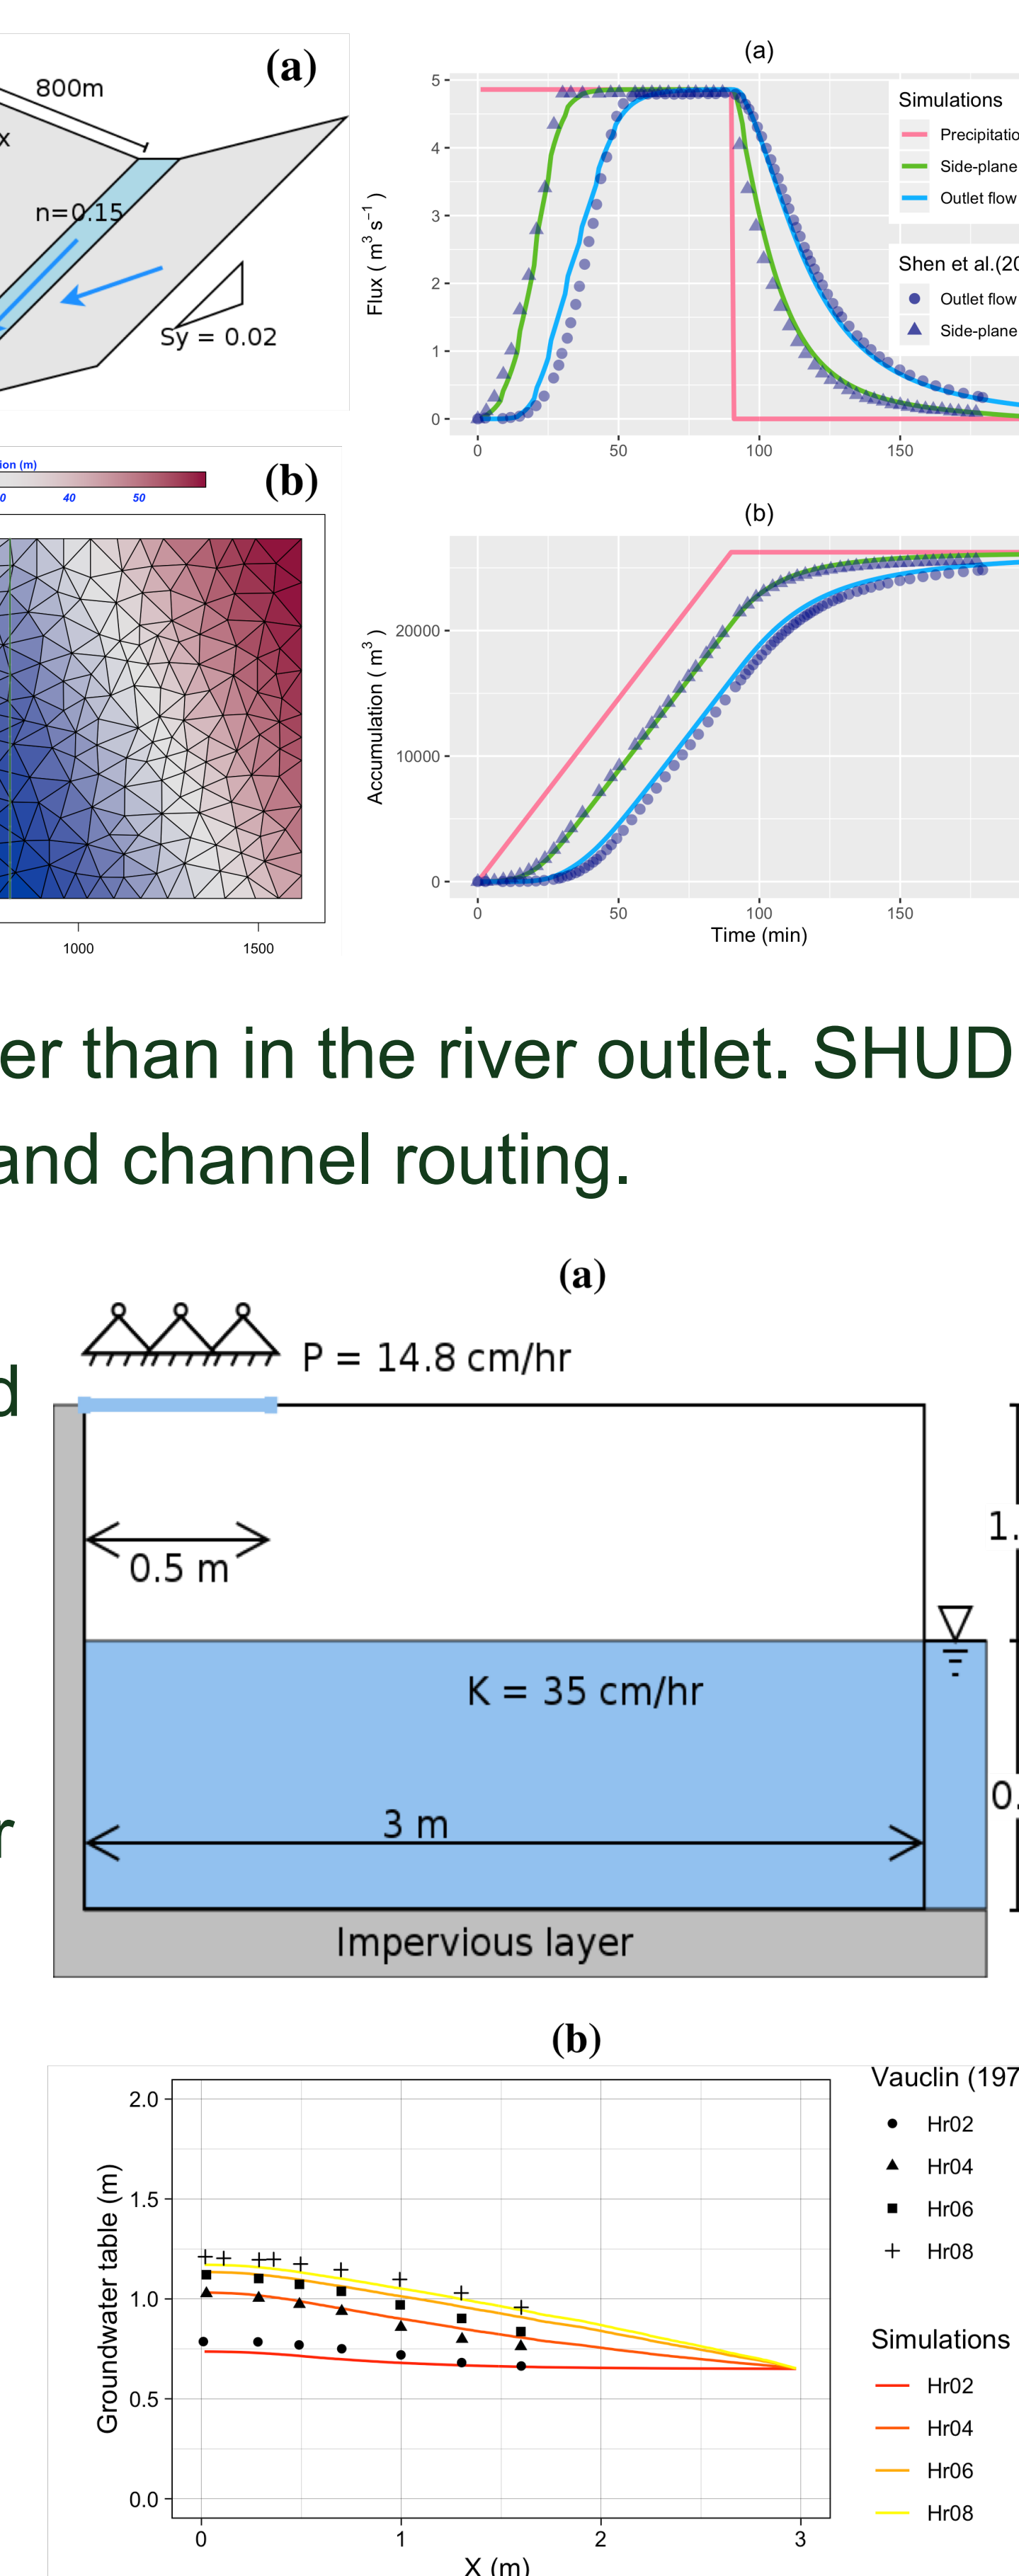 (a)
800m
x
n=0.15
Sy = 0.02
(a)
Flux ( m³ s⁻¹ )
5
4
3
2
1
0
0 50 100 150
Simulations
Side-plane
Outlet flow
Shen et al.
Outlet flow
Side-plane
(m)
40 50
(b)
1000 1500
(b)
Accumulation ( m³ )
20000
10000
0
0 50 100 150
Time (min)
than in the river outlet. SHUD
and channel routing.
(a)
P = 14.8 cm/hr
0.5 m
K = 35 cm/hr
3 m
Impervious layer
(b)
Groundwater table (m)
2.0
1.5
1.0
0.5
0.0
0 1 2 3
X (m)
Vauclin
Hr02
Hr04
Hr06
Hr08
Simulations
Hr02
Hr04
Hr06
Hr08